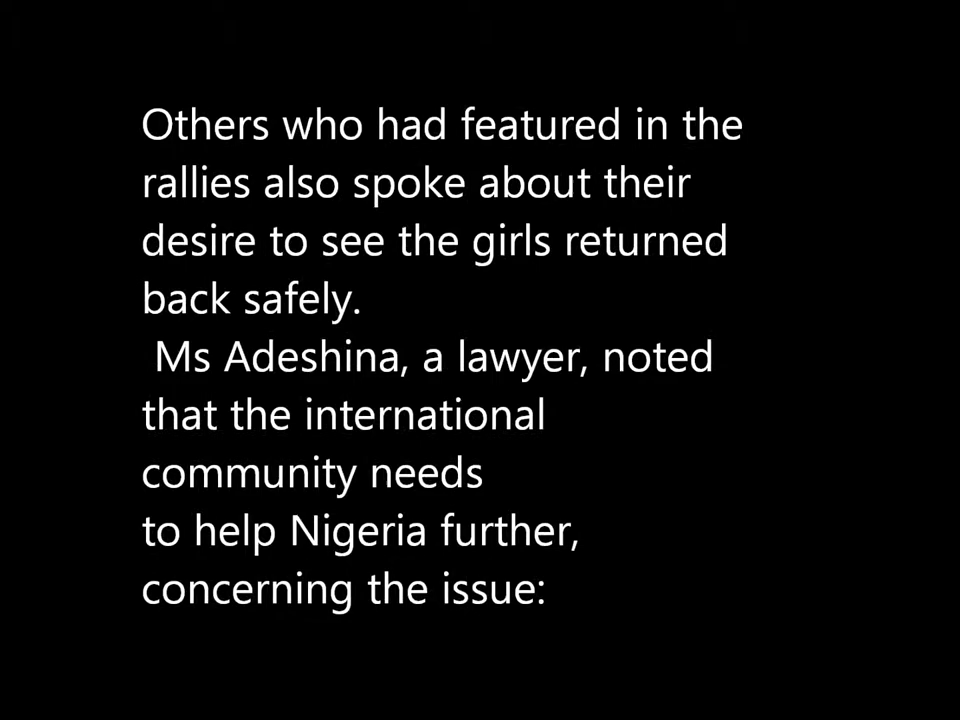 Others who had featured in the
rallies also spoke about their
desire to see the girls returned
back safely.
Ms Adeshina, a lawyer, noted
that the international
community needs
to help Nigeria further,
concerning the issue: